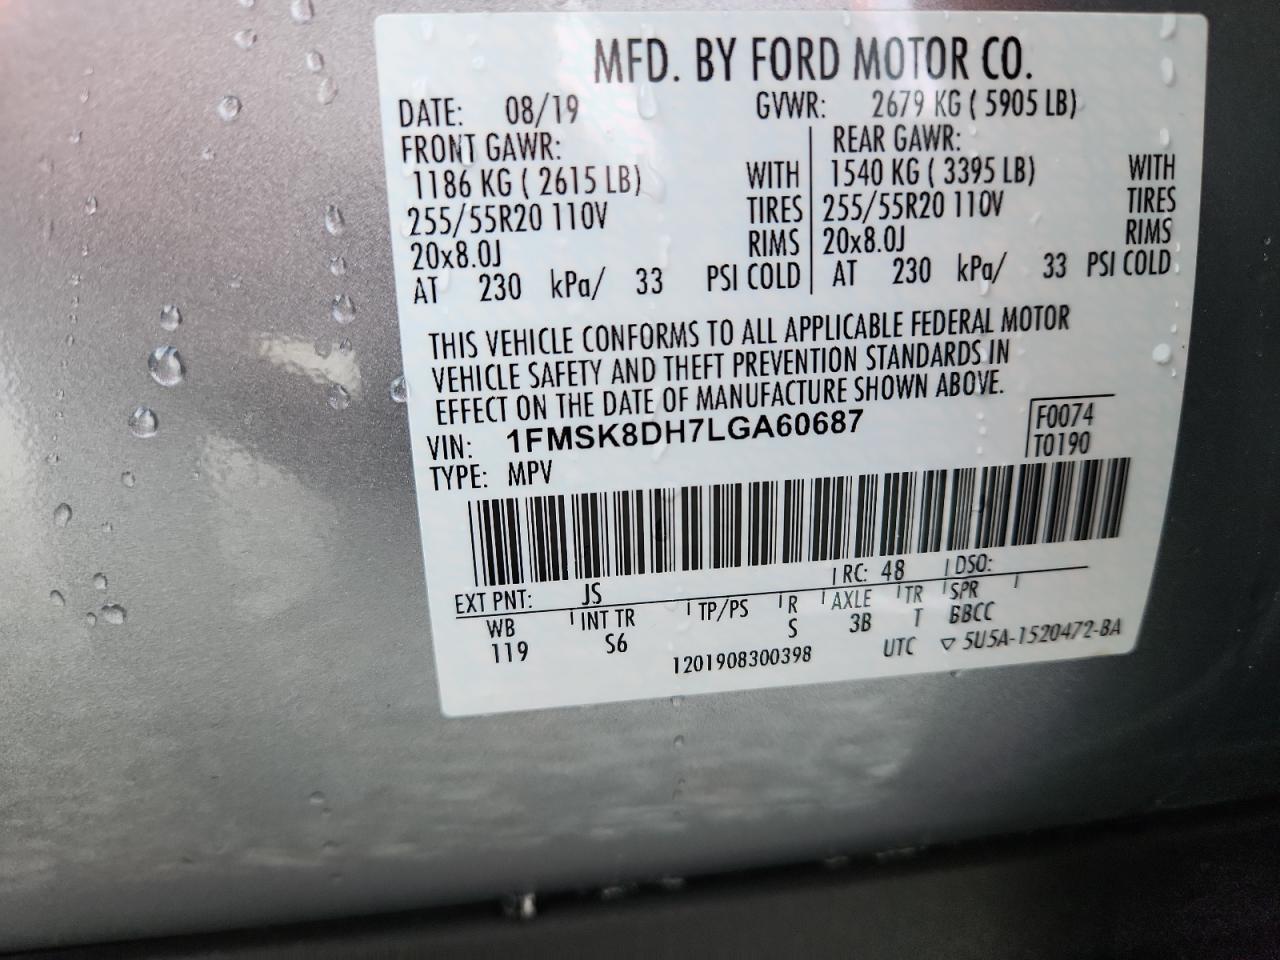 MFD. BY FORD MOTOR CO.
DATE: 08/19 GVWR: 2679 KG ( 5905 LB)
FRONT GAWR: REAR GAWR:
1186 KG ( 2615 LB) WITH 1540 KG ( 3395 LB) WITH
255/55R20 110V TIRES 255/55R20 110V TIRES
20x8.0J RIMS 20x8.0J RIMS
AT 230 kPa/ 33 PSI COLD AT 230 kPa/ 33 PSI COLD
THIS VEHICLE CONFORMS TO ALL APPLICABLE FEDERAL MOTOR
VEHICLE SAFETY AND THEFT PREVENTION STANDARDS IN
EFFECT ON THE DATE OF MANUFACTURE SHOWN ABOVE.
VIN: 1FMSK8DH7LGA60687 F0074
TYPE: MPV T0190
EXT PNT: JS RC: 48 DSO:
WB INT TR TP/PS R AXLE TR SPR
119 S6 S 3B T BBCC
1201908300398 UTC ▽ 5U5A-1520472-BA